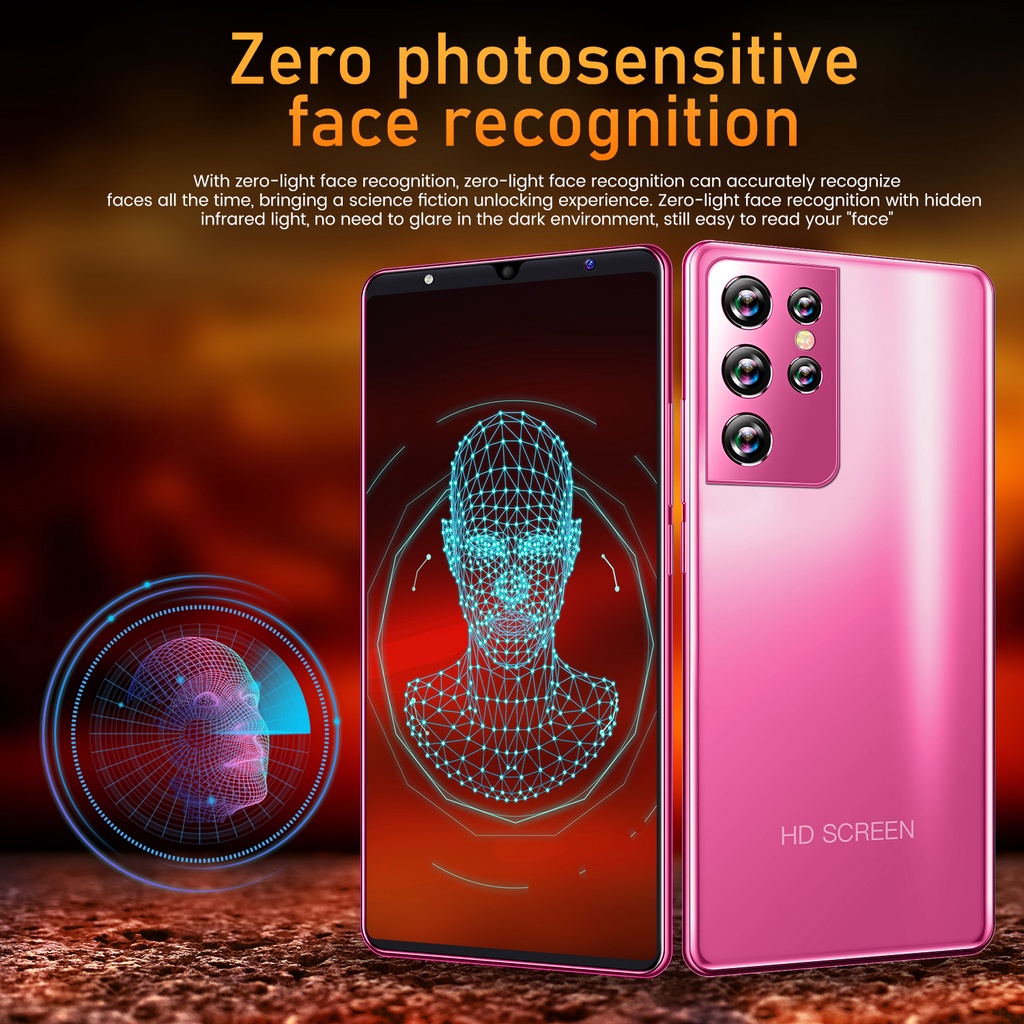 Zero photosensitive
face recognition
With zero-light face recognition, zero-light face recognition can accurately recognize
faces all the time, bringing a science fiction unlocking experience. Zero-light face recognition with hidden
infrared light, no need to glare in the dark environment, still easy to read your "face"
HD SCREEN